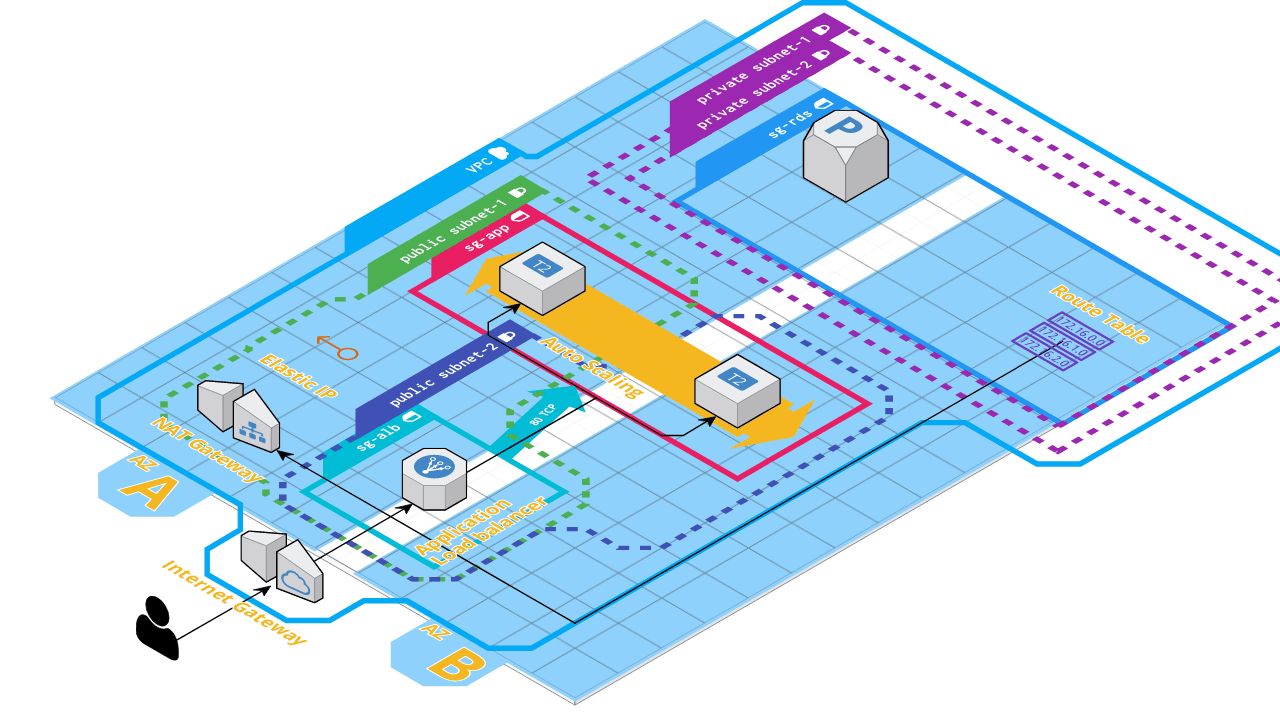 private subnet-1
private subnet-2
sg-rds
P
VPC
public subnet-1
sg-app
T2
Auto Scaling
T2
Route Table
172.16.0.0
172.16.1.0
172.16.2.0
Elastic IP
public subnet-2
80 TCP
sg-alb
NAT Gateway
AZ
A
Application
Load balancer
Internet Gateway
AZ
B